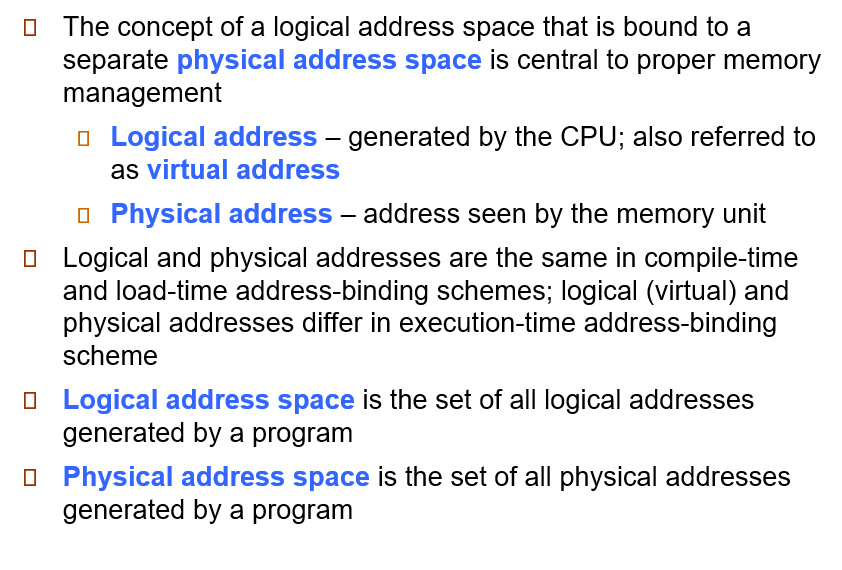 The concept of a logical address space that is bound to a
separate physical address space is central to proper memory
management
Logical address – generated by the CPU; also referred to
as virtual address
Physical address – address seen by the memory unit
Logical and physical addresses are the same in compile-time
and load-time address-binding schemes; logical (virtual) and
physical addresses differ in execution-time address-binding
scheme
Logical address space is the set of all logical addresses
generated by a program
Physical address space is the set of all physical addresses
generated by a program